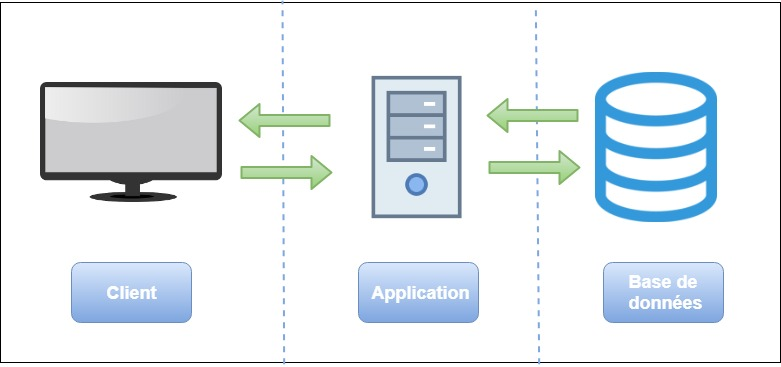 Client
Application
Base de
données